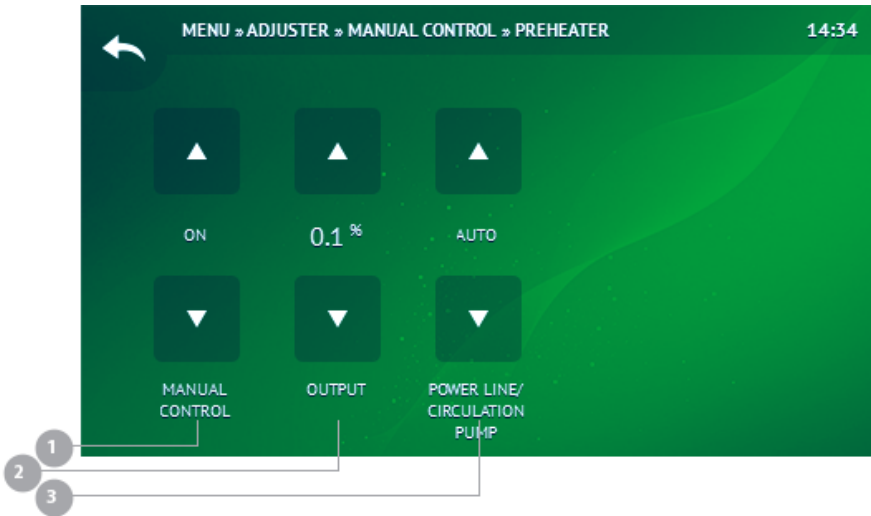 MENU » ADJUSTER » MANUAL CONTROL » PREHEATER 14:34
ON 0.1 % AUTO
MANUAL CONTROL
OUTPUT
POWER LINE/
CIRCULATION
PUMP
1
2
3